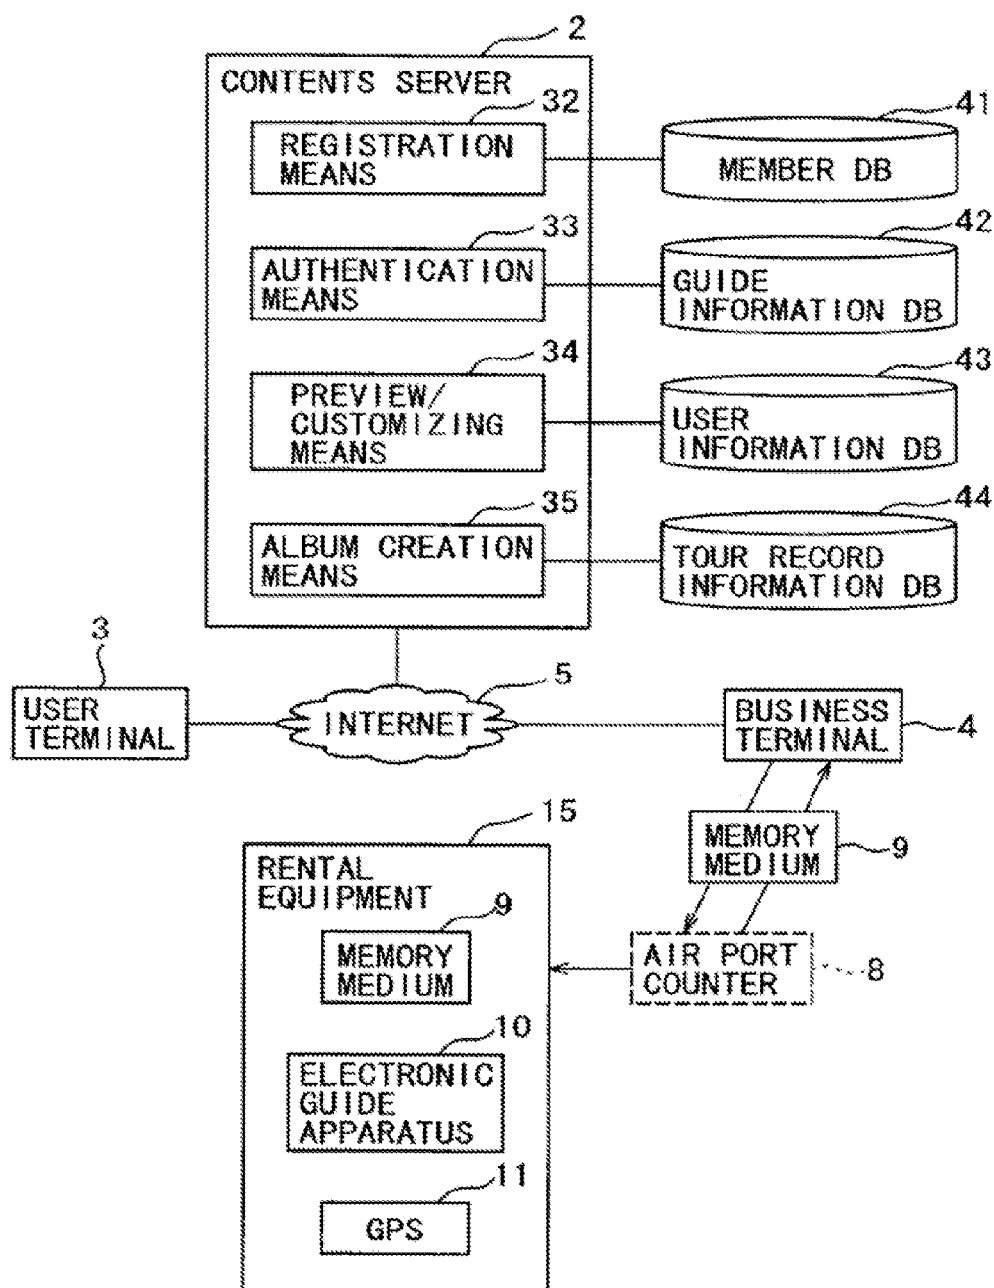 2
CONTENTS SERVER
32
REGISTRATION
MEANS
41
MEMBER DB
33
AUTHENTICATION
MEANS
42
GUIDE
INFORMATION DB
34
PREVIEW/
CUSTOMIZING
MEANS
43
USER
INFORMATION DB
35
ALBUM CREATION
MEANS
44
TOUR RECORD
INFORMATION DB
3
USER
TERMINAL
5
INTERNET
BUSINESS
TERMINAL
4
15
RENTAL
EQUIPMENT
MEMORY
MEDIUM
9
9
MEMORY
MEDIUM
AIR PORT
COUNTER
8
10
ELECTRONIC
GUIDE
APPARATUS
11
GPS